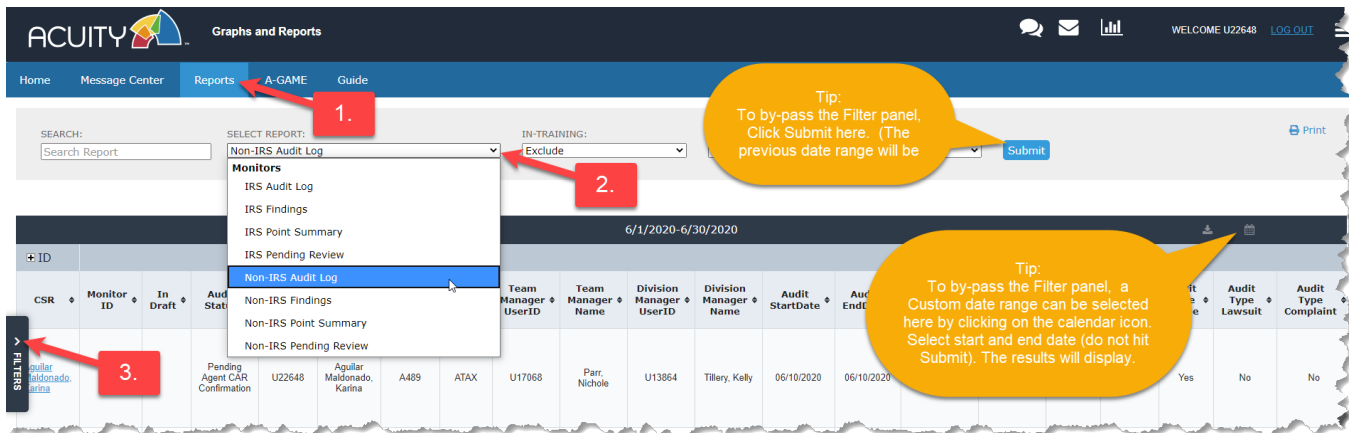 ACUITY
Graphs and Reports
WELCOME U22648 LOG OUT
Home Message Center Reports A-GAME Guide
1.
Tip:
To by-pass the Filter panel,
Click Submit here. (The
previous date range will be
SEARCH:
Search Report
SELECT REPORT:
Non-IRS Audit Log
IN-TRAINING:
Exclude
Submit
Print
2.
Monitors
IRS Audit Log
IRS Findings
IRS Point Summary
IRS Pending Review
Non-IRS Audit Log
Non-IRS Findings
Non-IRS Point Summary
Non-IRS Pending Review
6/1/2020-6/30/2020
ID
Tip:
To by-pass the Filter panel, a
Custom date range can be selected
here by clicking on the calendar icon.
Select start and end date (do not hit
Submit). The results will display.
CSR
Monitor
ID
In
Draft
Team
Manager
UserID
Team
Manager
Name
Division
Manager
UserID
Division
Manager
Name
Audit
StartDate
Audit
Type
Lawsuit
Audit
Type
Complaint
FILTERS
3.
Aguilar
Maldonado,
Karina
Pending
Agent CAR
Confirmation
U22648
Aguilar
Maldonado,
Karina
A489
ATAX
U17068
Parr,
Nichole
U13864
Tillery, Kelly
06/10/2020
06/10/2020
Yes
No
No